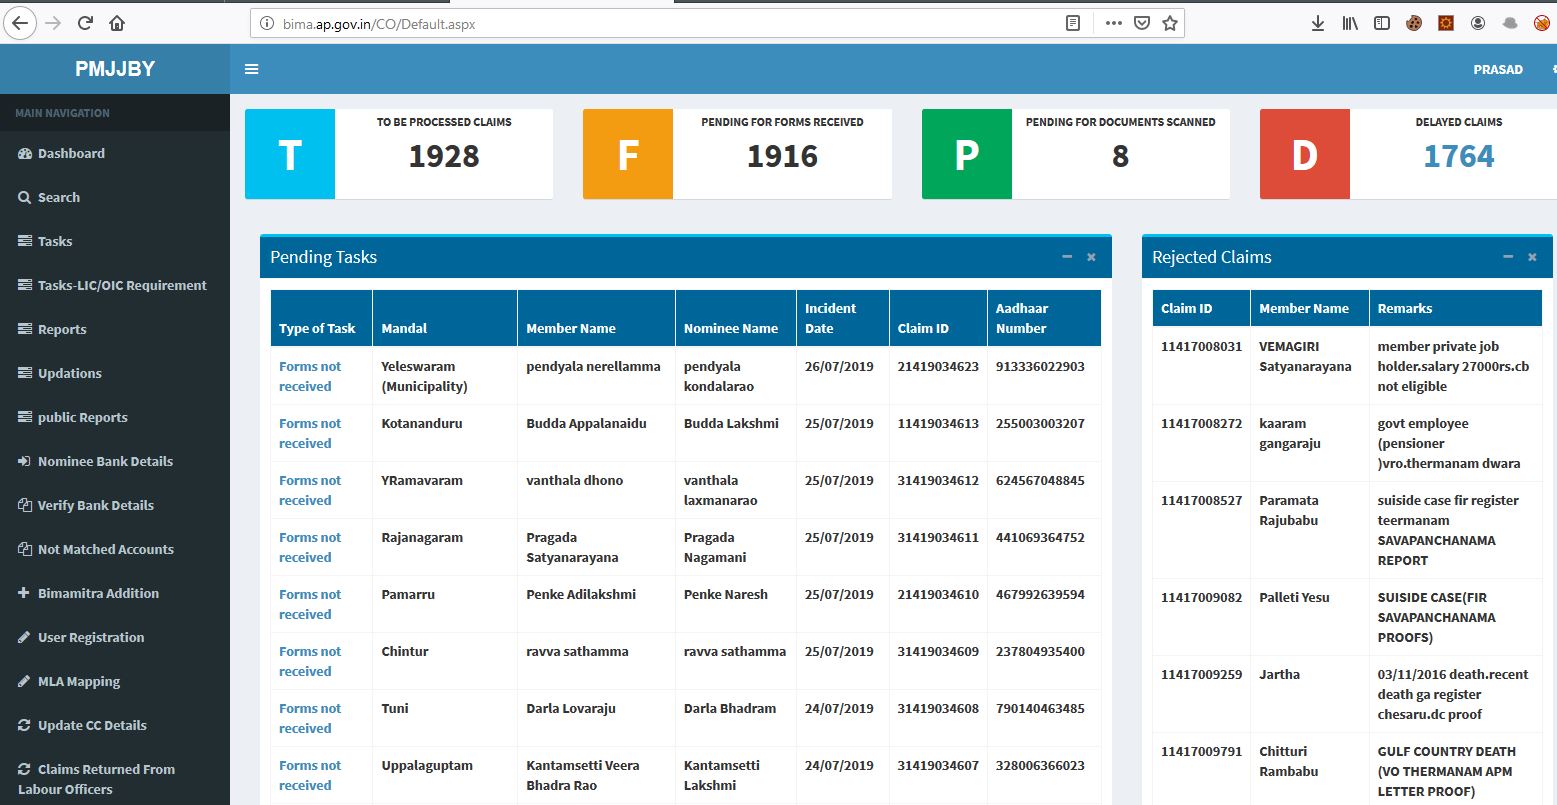 bima.ap.gov.in/CO/Default.aspx
PMJJBY
PRASAD
MAIN NAVIGATION
Dashboard
Search
Tasks
Tasks-LIC/OIC Requirement
Reports
Updations
public Reports
Nominee Bank Details
Verify Bank Details
Not Matched Accounts
Bimamitra Addition
User Registration
MLA Mapping
Update CC Details
Claims Returned From
Labour Officers
T
TO BE PROCESSED CLAIMS
1928
F
PENDING FOR FORMS RECEIVED
1916
P
PENDING FOR DOCUMENTS SCANNED
8
D
DELAYED CLAIMS
1764
Pending Tasks
Incident Aadhaar
Type of Task Mandal Member Name Nominee Name Date Claim ID Number
Forms not Yeleswaram pendyala nerellamma pendyala 26/07/2019 21419034623 913336022903
received (Municipality) kondalarao
Forms not Kotananduru Budda Appalanaidu Budda Lakshmi 25/07/2019 11419034613 255003003207
received
Forms not YRamavaram vanthala dhono vanthala 25/07/2019 31419034612 624567048845
received laxmanarao
Forms not Rajanagaram Pragada Pragada 25/07/2019 31419034611 441069364752
received Satyanarayana Nagamani
Forms not Pamarru Penke Adilakshmi Penke Naresh 25/07/2019 21419034610 467992639594
received
Forms not Chintur ravva sathamma ravva sathamma 25/07/2019 31419034609 237804935400
received
Forms not Tuni Darla Lovaraju Darla Bhadram 24/07/2019 31419034608 790140463485
received
Forms not Uppalaguptam Kantamsetti Veera Kantamsetti 24/07/2019 31419034607 328006366023
received Bhadra Rao Lakshmi
Rejected Claims
Claim ID Member Name Remarks
11417008031 VEMAGIRI member private job
Satyanarayana holder.salary 27000rs.cb
not eligible
11417008272 kaaram govt employee
gangaraju (pensioner
)vro.thermanam dwara
11417008527 Paramata suiside case fir register
Rajubabu teermanam
SAVAPANCHANAMA
REPORT
11417009082 Palleti Yesu SUISIDE CASE(FIR
SAVAPANCHANAMA
PROOFS)
11417009259 Jartha 03/11/2016 death.recent
death ga register
chesaru.dc proof
11417009791 Chitturi GULF COUNTRY DEATH
Rambabu (VO THERMANAM APM
LETTER PROOF)